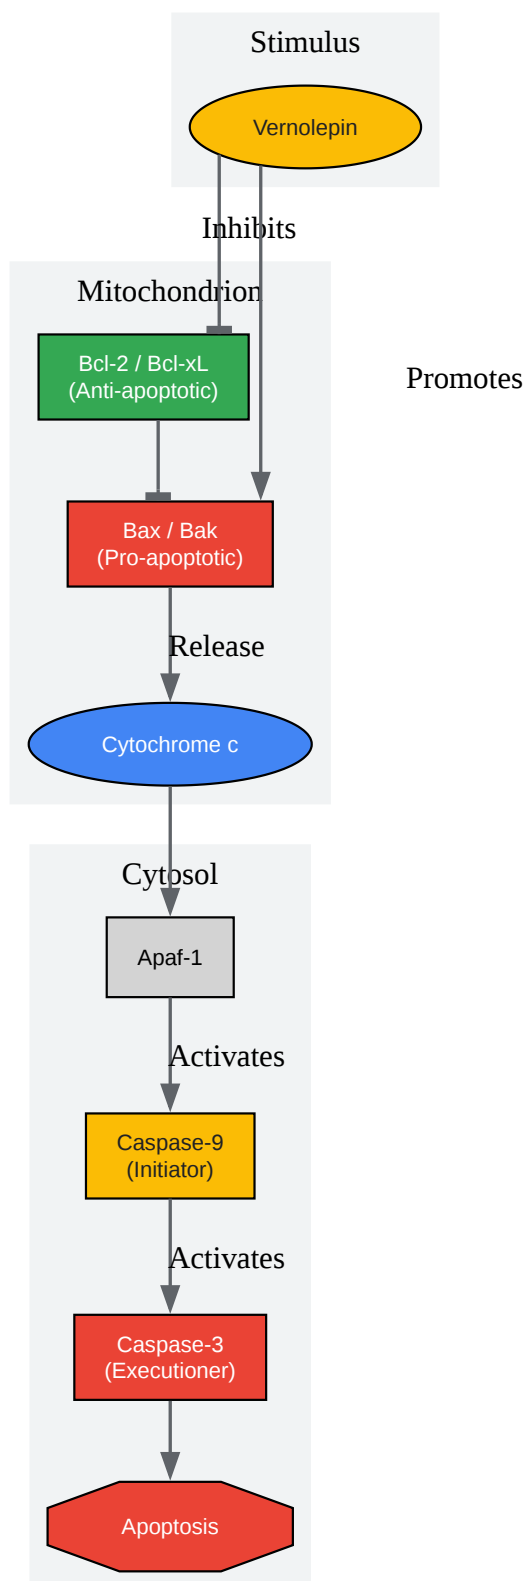 Stimulus
Vernolepin
Inhibits
Mitochondrion
Bcl-2 / Bcl-xL
(Anti-apoptotic)
Promotes
Bax / Bak
(Pro-apoptotic)
Release
Cytochrome c
Cytosol
Apaf-1
Activates
Caspase-9
(Initiator)
Activates
Caspase-3
(Executioner)
Apoptosis